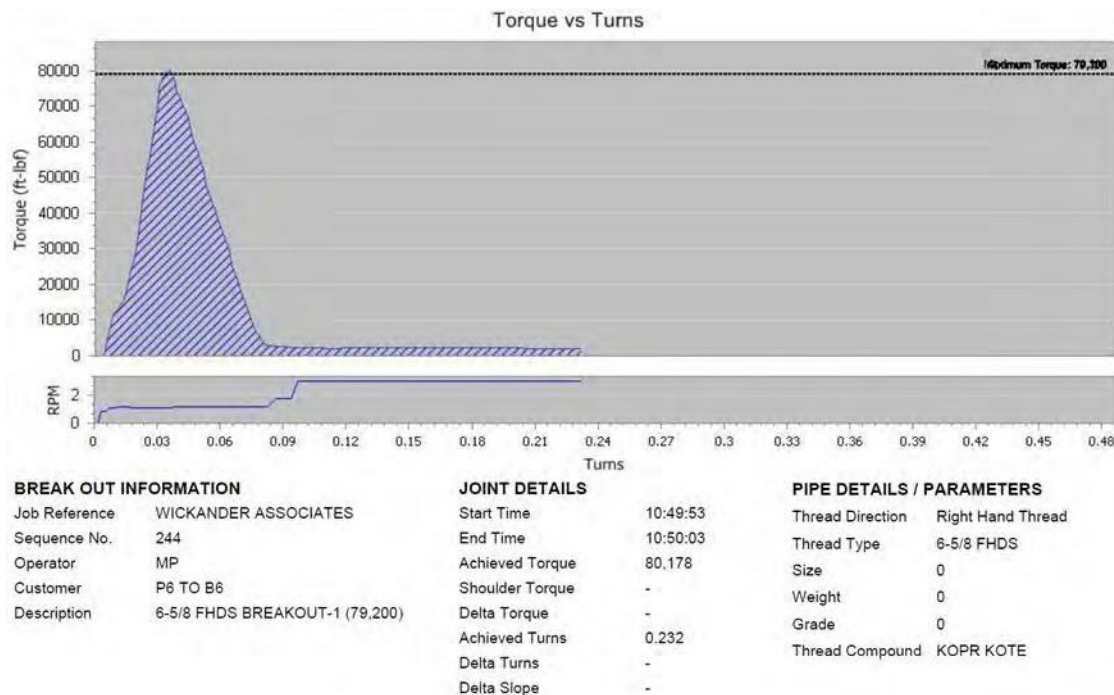 Torque vs Turns
Maximum Torque: 79,200
80000
70000
60000
50000
40000
30000
20000
10000
0
Torque (ft-lbf)
2
0
RPM
0 0.03 0.06 0.09 0.12 0.15 0.18 0.21 0.24 0.27 0.3 0.33 0.36 0.39 0.42 0.45 0.48
Turns
BREAK OUT INFORMATION
Job Reference WICKANDER ASSOCIATES
Sequence No. 244
Operator MP
Customer P6 TO B6
Description 6-5/8 FHDS BREAKOUT-1 (79,200)
JOINT DETAILS
Start Time 10:49:53
End Time 10:50:03
Achieved Torque 80,178
Shoulder Torque -
Delta Torque -
Achieved Turns 0.232
Delta Turns -
Delta Slope -
PIPE DETAILS / PARAMETERS
Thread Direction Right Hand Thread
Thread Type 6-5/8 FHDS
Size 0
Weight 0
Grade 0
Thread Compound KOPR KOTE